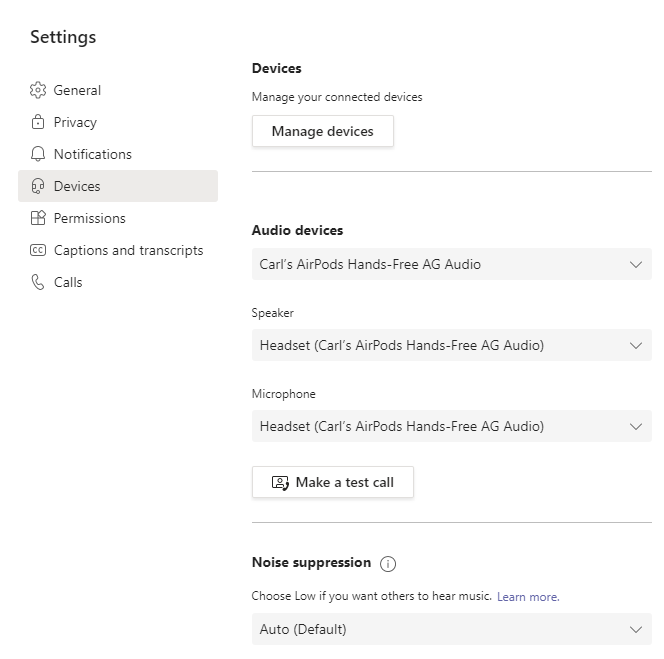 Settings
General
Privacy
Notifications
Devices
Permissions
CC Captions and transcripts
Calls
Devices
Manage your connected devices
Manage devices
Audio devices
Carl's AirPods Hands-Free AG Audio
Speaker
Headset (Carl's AirPods Hands-Free AG Audio)
Microphone
Headset (Carl's AirPods Hands-Free AG Audio)
Make a test call
Noise suppression
Choose Low if you want others to hear music. Learn more.
Auto (Default)